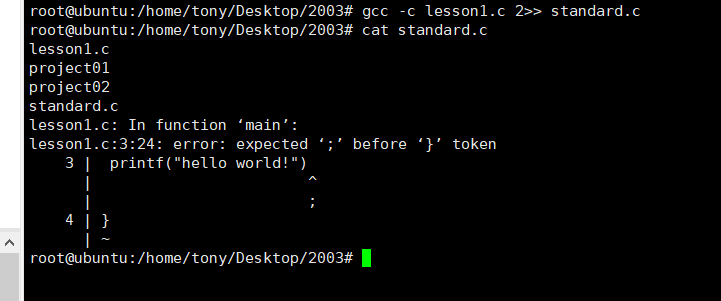 root@ubuntu:/home/tony/Desktop/2003# gcc -c lesson1.c 2>> standard.c
root@ubuntu:/home/tony/Desktop/2003# cat standard.c
lesson1.c
project01
project02
standard.c
lesson1.c: In function ‘main’:
lesson1.c:3:24: error: expected ‘;’ before ‘}’ token
    3 |  printf("hello world!")
      |                        ^
      |                        ;
    4 | }
      | ~
root@ubuntu:/home/tony/Desktop/2003#